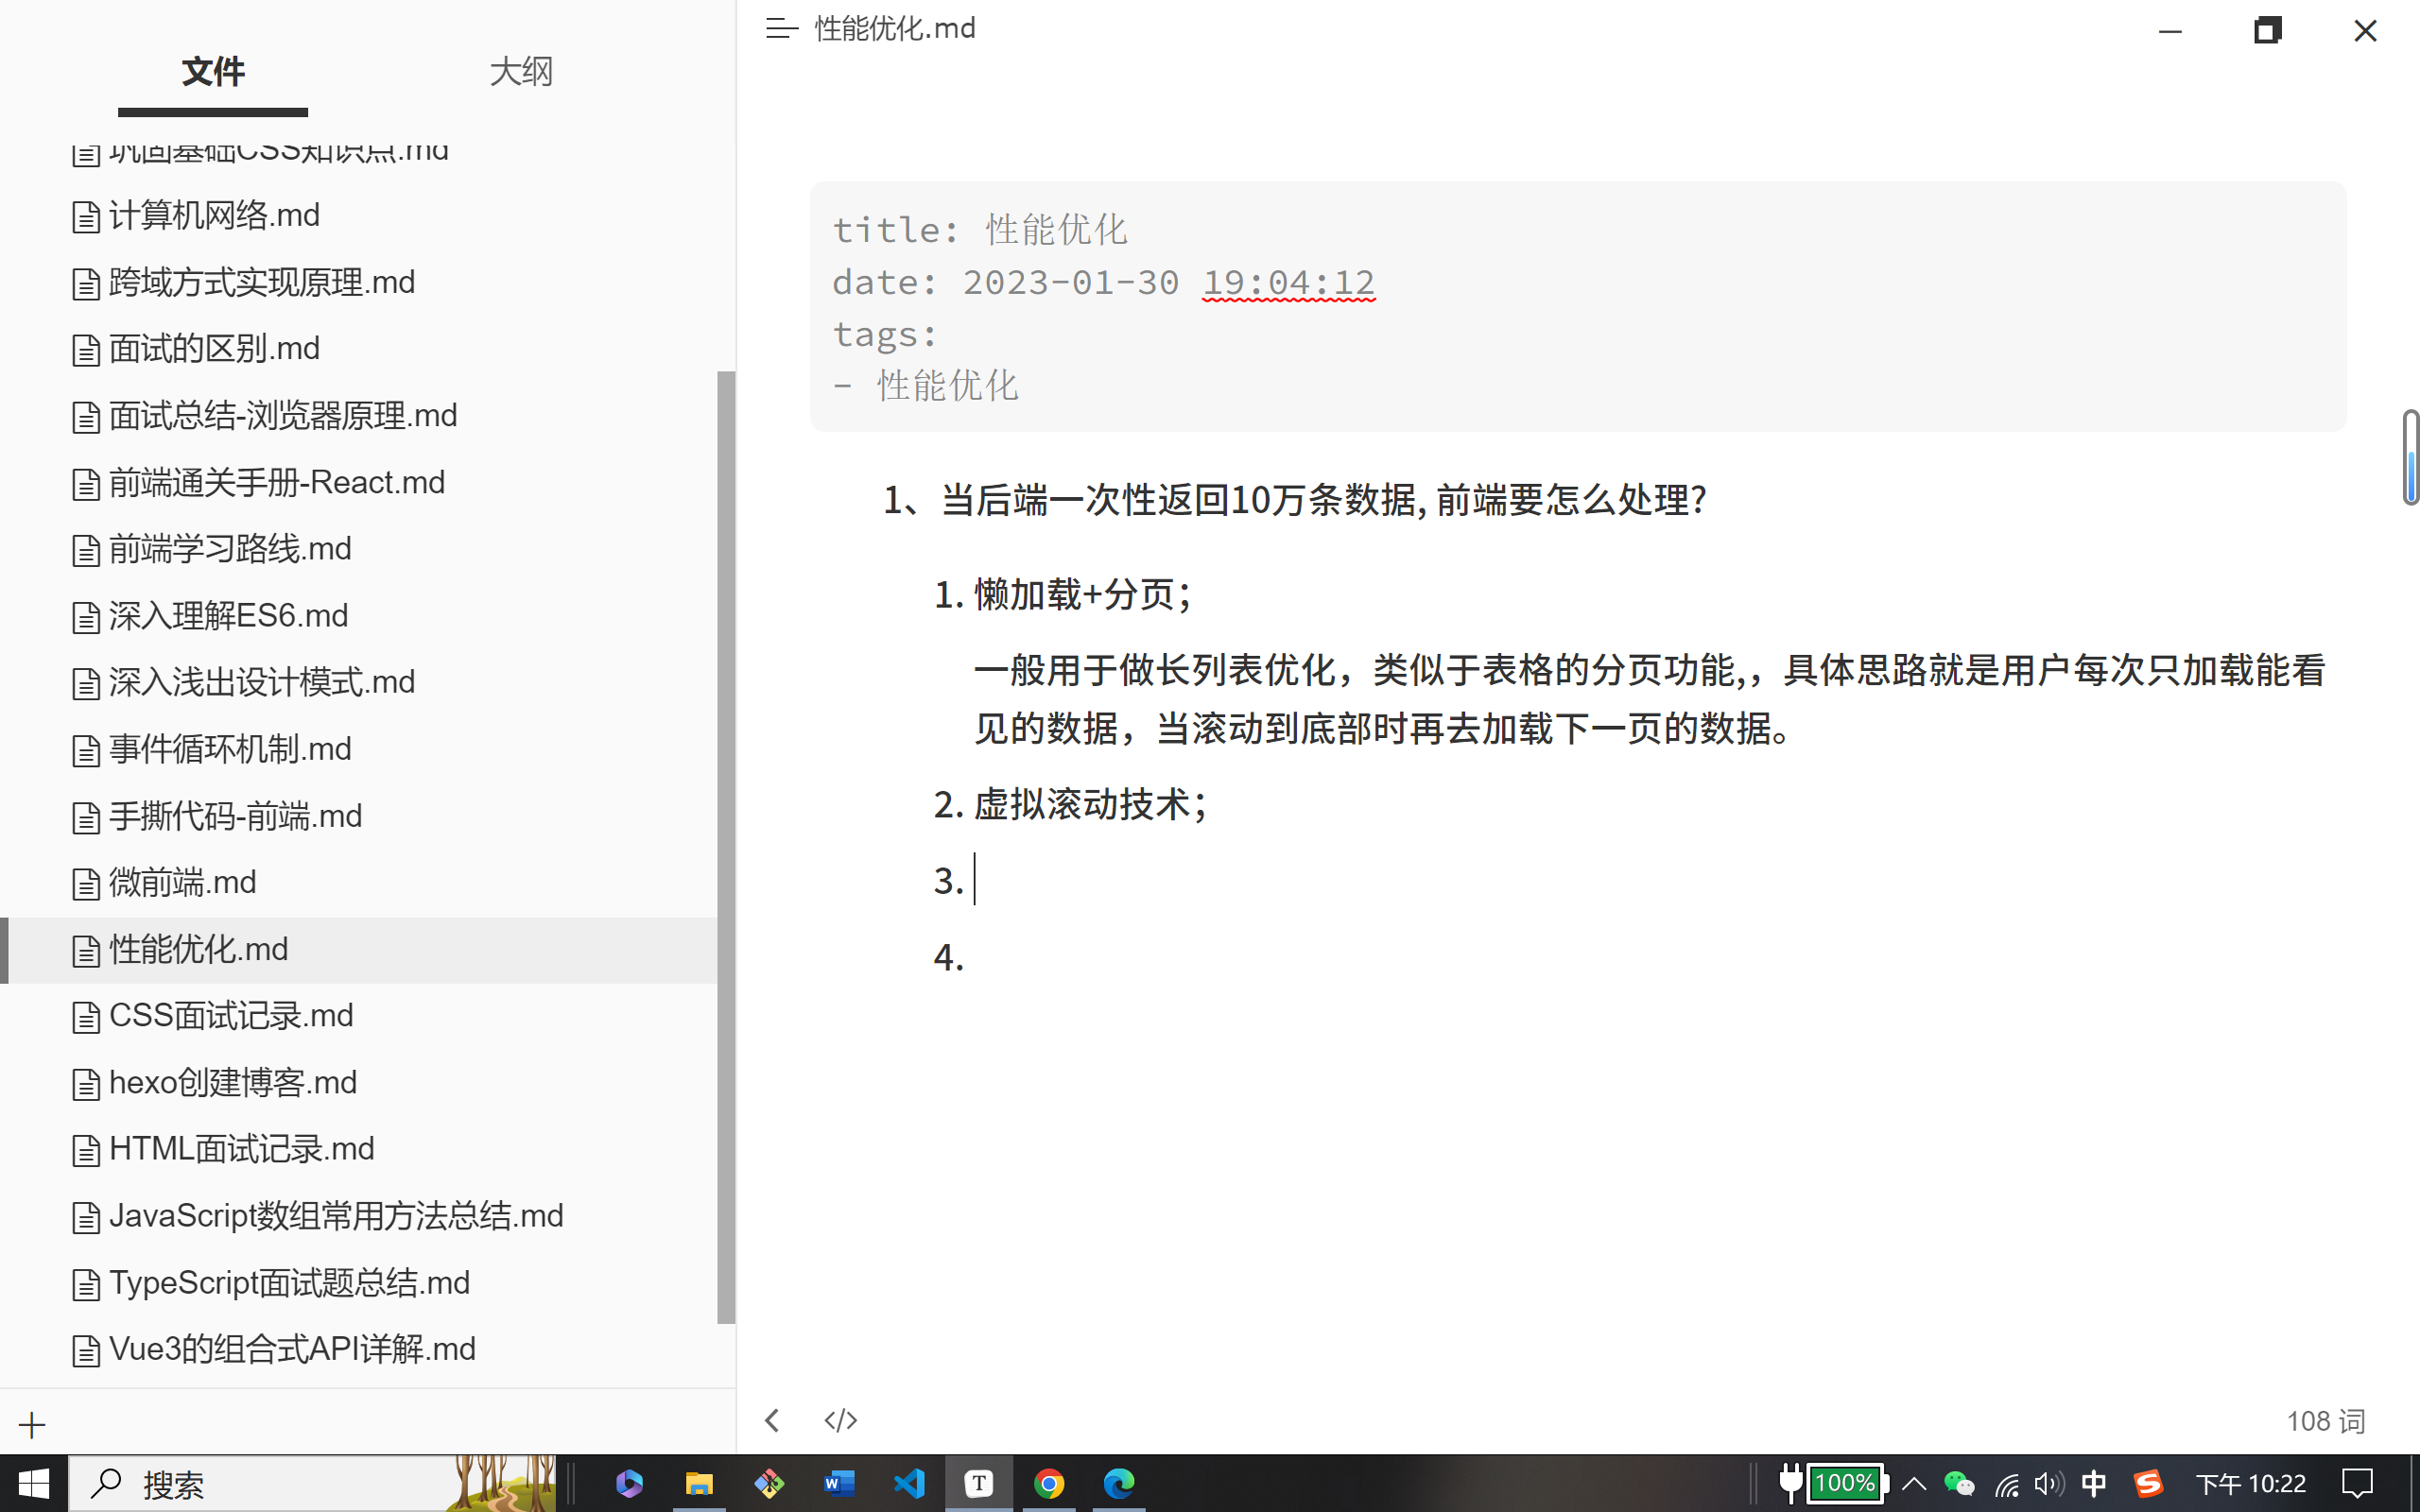 文件
大纲
巩固基础CSS知识点.md
计算机网络.md
跨域方式实现原理.md
面试的区别.md
面试总结-浏览器原理.md
前端通关手册-React.md
前端学习路线.md
深入理解ES6.md
深入浅出设计模式.md
事件循环机制.md
手撕代码-前端.md
微前端.md
性能优化.md
CSS面试记录.md
hexo创建博客.md
HTML面试记录.md
JavaScript数组常用方法总结.md
TypeScript面试题总结.md
Vue3的组合式API详解.md
性能优化.md
title: 性能优化
date: 2023-01-30 19:04:12
tags:
- 性能优化
1、当后端一次性返回10万条数据, 前端要怎么处理?
1. 懒加载+分页；
一般用于做长列表优化，类似于表格的分页功能,，具体思路就是用户每次只加载能看
见的数据，当滚动到底部时再去加载下一页的数据。
2. 虚拟滚动技术；
3.
4.
108 词
搜索
100%
中
下午 10:22